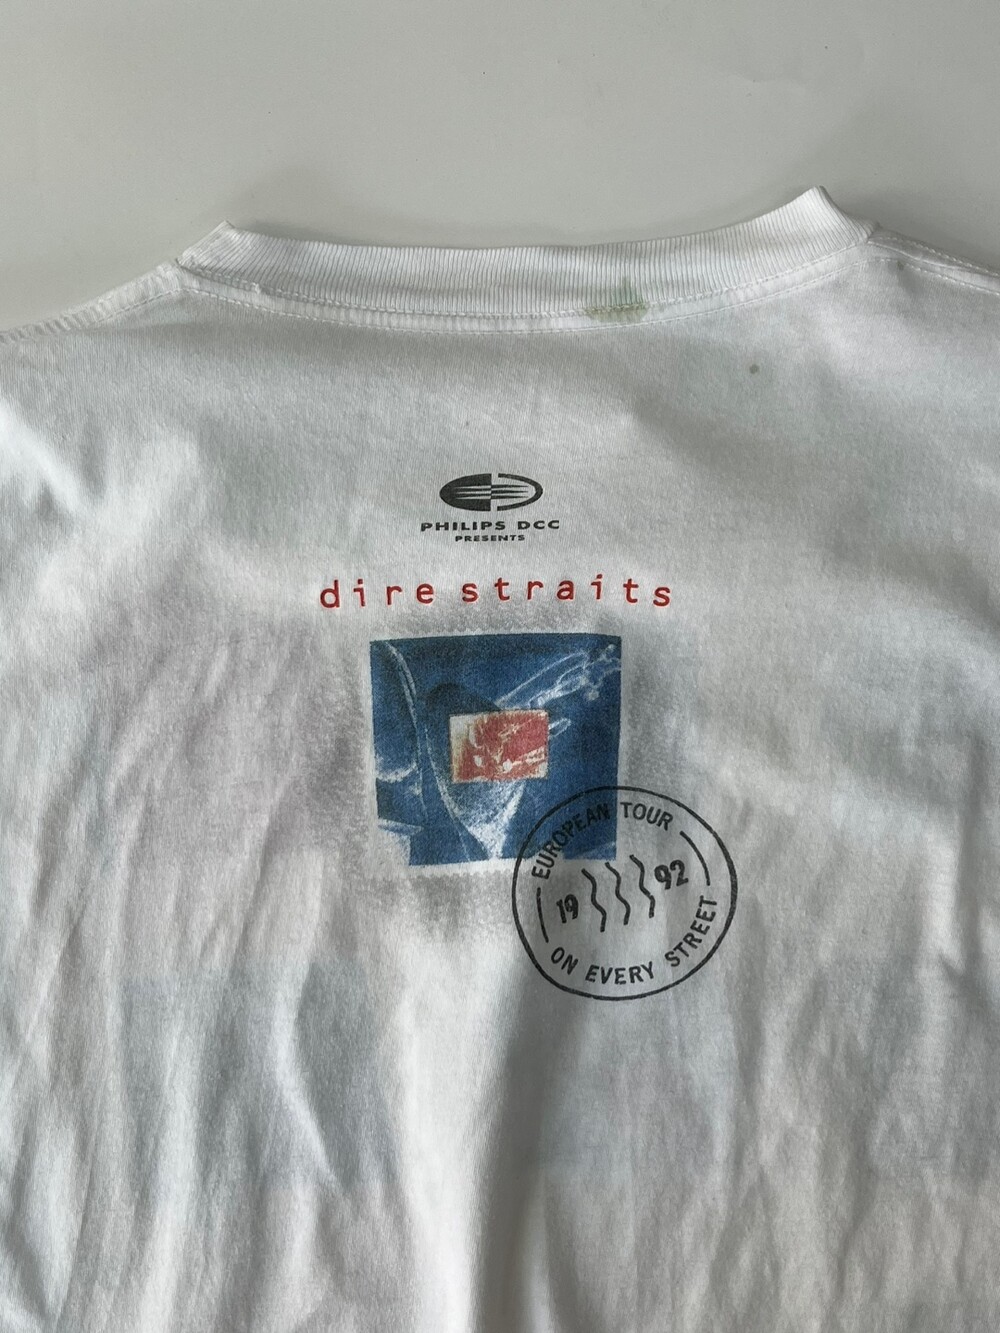 PHILIPS DCC
PRESENTS
dire straits
EUROPEAN TOUR
19 92
ON EVERY STREET